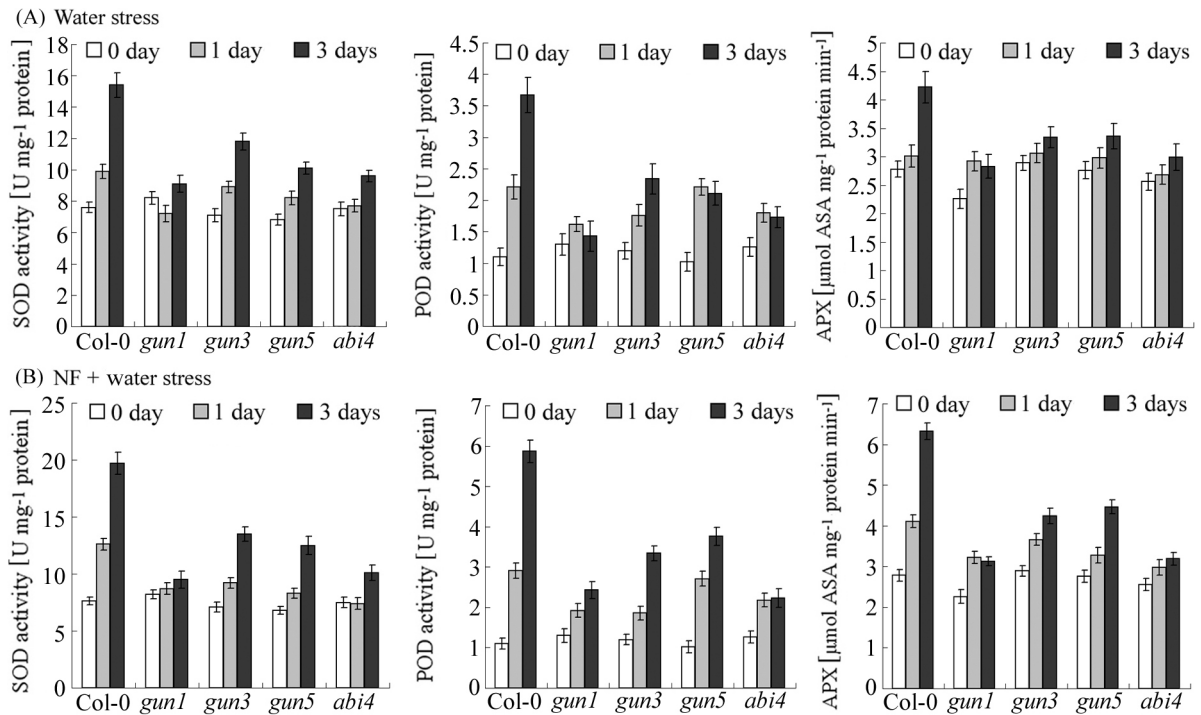 (A) Water stress
SOD activity [U mg-1 protein]
18
16
14
12
10
8
6
4
2
0
0 day 1 day 3 days
Col-0 gun1 gun3 gun5 abi4
POD activity [U mg-1 protein]
4.5
4
3.5
3
2.5
2
1.5
1
0.5
0
0 day 1 day 3 days
Col-0 gun1 gun3 gun5 abi4
APX [µmol ASA mg-1 protein min-1]
5
4.5
4
3.5
3
2.5
2
1.5
1
0.5
0
0 day 1 day 3 days
Col-0 gun1 gun3 gun5 abi4
(B) NF + water stress
SOD activity [U mg-1 protein]
25
20
15
10
5
0
0 day 1 day 3 days
Col-0 gun1 gun3 gun5 abi4
POD activity [U mg-1 protein]
7
6
5
4
3
2
1
0
0 day 1 day 3 days
Col-0 gun1 gun3 gun5 abi4
APX [µmol ASA mg-1 protein min-1]
7
6
5
4
3
2
1
0
0 day 1 day 3 days
Col-0 gun1 gun3 gun5 abi4